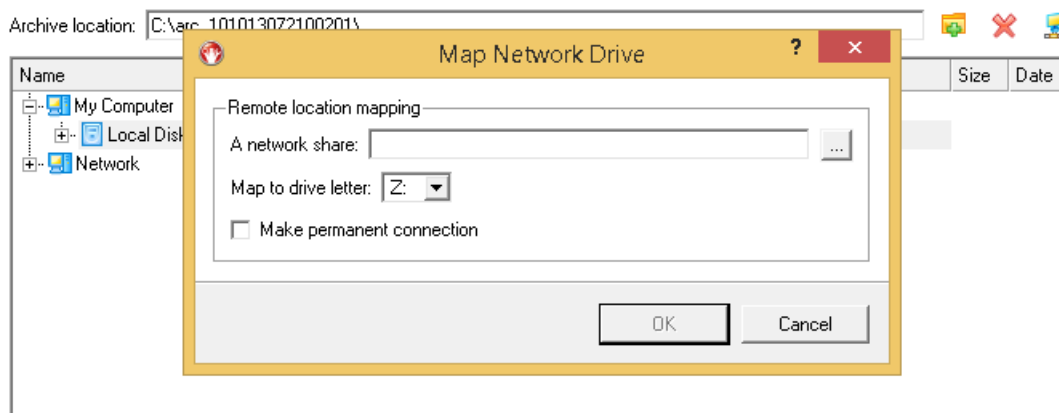 Archive location: C:\arc_101013072100201\
Map Network Drive ? ×
Name Size Date
My Computer
Local Disk
Network
Remote location mapping
A network share: ...
Map to drive letter: Z:
Make permanent connection
OK Cancel